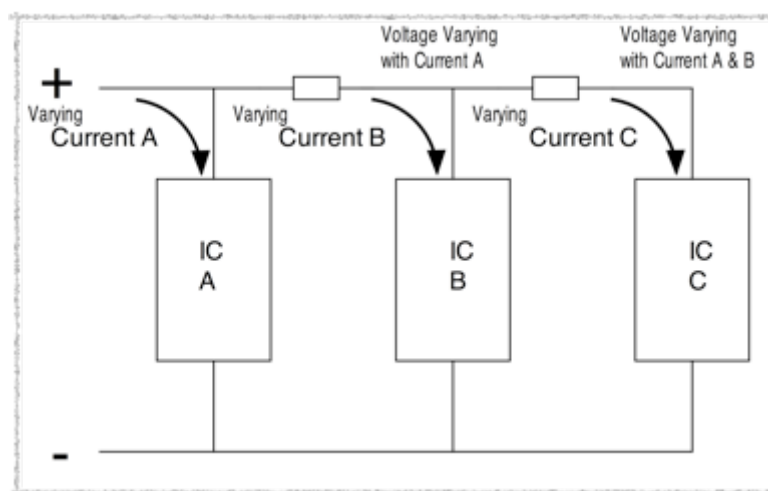 Voltage Varying
with Current A
Voltage Varying
with Current A & B
+
Varying
Current A
Varying
Current B
Varying
Current C
IC
A
IC
B
IC
C
-